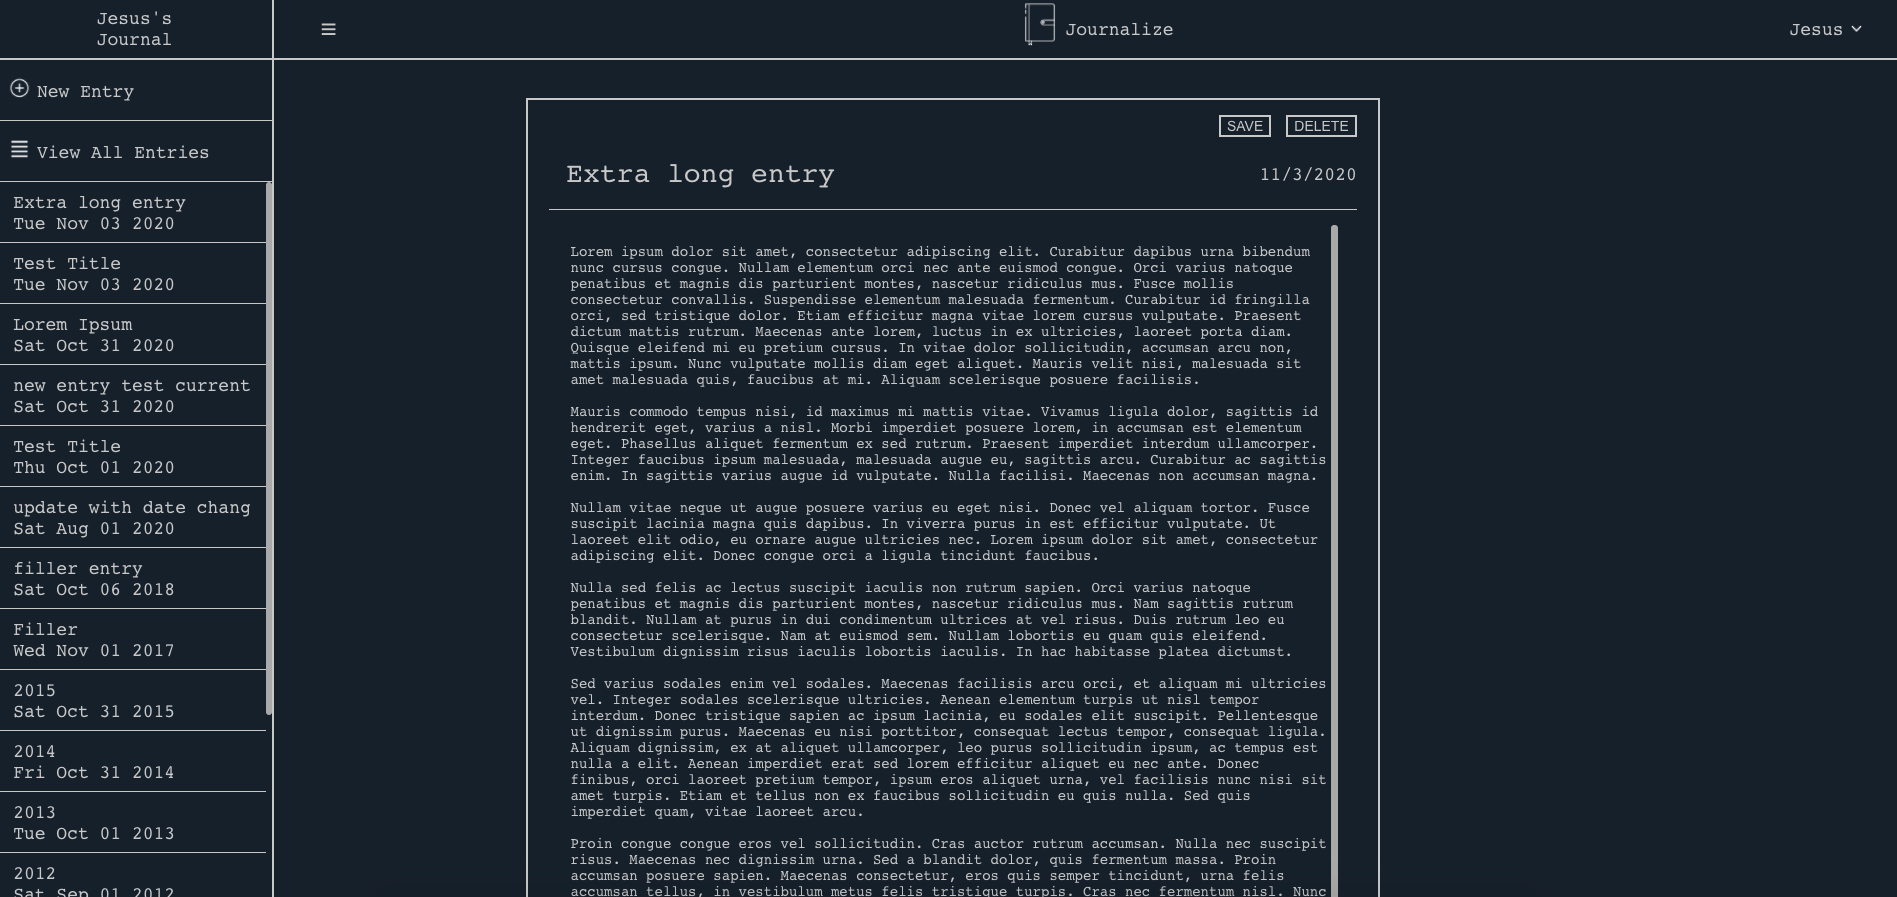 Jesus's
Journal
Journalize
Jesus
New Entry
View All Entries
Extra long entry
Tue Nov 03 2020
Test Title
Tue Nov 03 2020
Lorem Ipsum
Sat Oct 31 2020
new entry test current
Sat Oct 31 2020
Test Title
Thu Oct 01 2020
update with date chang
Sat Aug 01 2020
filler entry
Sat Oct 06 2018
Filler
Wed Nov 01 2017
2015
Sat Oct 31 2015
2014
Fri Oct 31 2014
2013
Tue Oct 01 2013
2012
Sat Sep 01 2012
SAVE DELETE
Extra long entry 11/3/2020
Lorem ipsum dolor sit amet, consectetur adipiscing elit. Curabitur dapibus urna bibendum
nunc cursus congue. Nullam elementum orci nec ante euismod congue. Orci varius natoque
penatibus et magnis dis parturient montes, nascetur ridiculus mus. Fusce mollis
consectetur convallis. Suspendisse elementum malesuada fermentum. Curabitur id fringilla
orci, sed tristique dolor. Etiam efficitur magna vitae lorem cursus vulputate. Praesent
dictum mattis rutrum. Maecenas ante lorem, luctus in ex ultricies, laoreet porta diam.
Quisque eleifend mi eu pretium cursus. In vitae dolor sollicitudin, accumsan arcu non,
mattis ipsum. Nunc vulputate mollis diam eget aliquet. Mauris velit nisi, malesuada sit
amet malesuada quis, faucibus at mi. Aliquam scelerisque posuere facilisis.
Mauris commodo tempus nisi, id maximus mi mattis vitae. Vivamus ligula dolor, sagittis id
hendrerit eget, varius a nisl. Morbi imperdiet posuere lorem, in accumsan est elementum
eget. Phasellus aliquet fermentum ex sed rutrum. Praesent imperdiet interdum ullamcorper.
Integer faucibus ipsum malesuada, malesuada augue eu, sagittis arcu. Curabitur ac sagittis
enim. In sagittis varius augue id vulputate. Nulla facilisi. Maecenas non accumsan magna.
Nullam vitae neque ut augue posuere varius eu eget nisi. Donec vel aliquam tortor. Fusce
suscipit lacinia magna quis dapibus. In viverra purus in est efficitur vulputate. Ut
laoreet elit odio, eu ornare augue ultricies nec. Lorem ipsum dolor sit amet, consectetur
adipiscing elit. Donec congue orci a ligula tincidunt faucibus.
Nulla sed felis ac lectus suscipit iaculis non rutrum sapien. Orci varius natoque
penatibus et magnis dis parturient montes, nascetur ridiculus mus. Nam sagittis rutrum
blandit. Nullam at purus in dui condimentum ultrices at vel risus. Duis rutrum leo eu
consectetur scelerisque. Nam at euismod sem. Nullam lobortis eu quam quis eleifend.
Vestibulum dignissim risus iaculis lobortis iaculis. In hac habitasse platea dictumst.
Sed varius sodales enim vel sodales. Maecenas facilisis arcu orci, et aliquam mi ultricies
vel. Integer sodales scelerisque ultricies. Aenean elementum turpis ut nisl tempor
interdum. Donec tristique sapien ac ipsum lacinia, eu sodales elit suscipit. Pellentesque
ut dignissim purus. Maecenas eu nisi porttitor, consequat lectus tempor, consequat ligula.
Aliquam dignissim, ex at aliquet ullamcorper, leo purus sollicitudin ipsum, ac tempus est
nulla a elit. Aenean imperdiet erat sed lorem efficitur aliquet eu nec ante. Donec
finibus, orci laoreet pretium tempor, ipsum eros aliquet urna, vel facilisis nunc nisi sit
amet turpis. Etiam et tellus non ex faucibus sollicitudin eu quis nulla. Sed quis
imperdiet quam, vitae laoreet arcu.
Proin congue congue eros vel sollicitudin. Cras auctor rutrum accumsan. Nulla nec suscipit
risus. Maecenas nec dignissim urna. Sed a blandit dolor, quis fermentum massa. Proin
accumsan posuere sapien. Maecenas consectetur, eros quis semper tincidunt, urna felis
accumsan tellus, in vestibulum metus felis tristique turpis. Cras nec fermentum nisl. Nunc